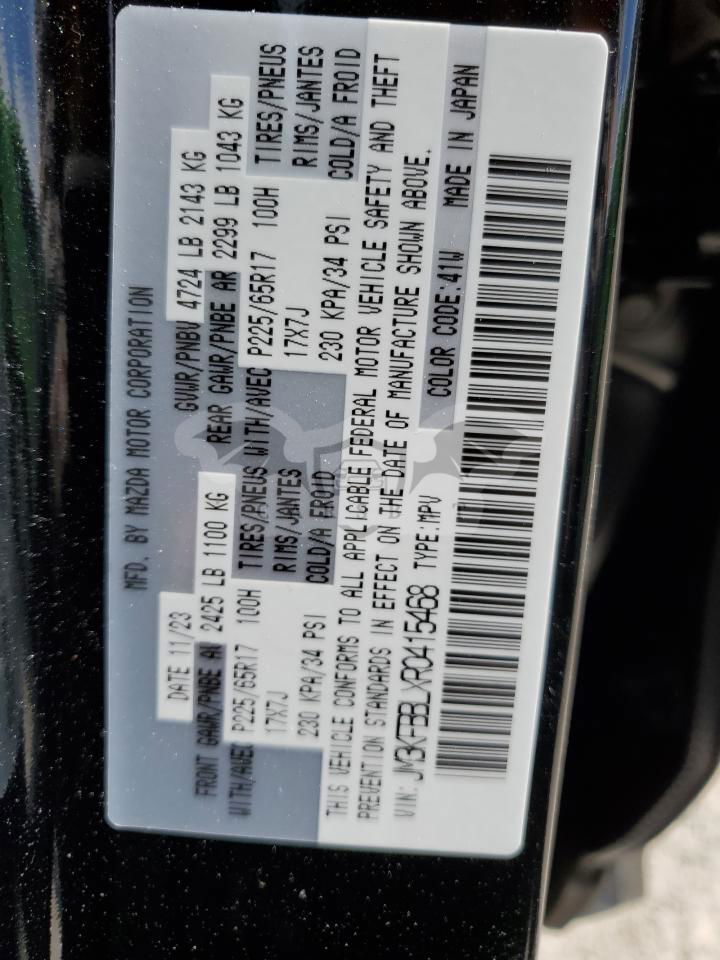 MFD. BY MAZDA MOTOR CORPORATION
DATE 11/23 GVWR/PNBV 4724 LB 2143 KG
FRONT GAWR/PNBE AV 2425 LB 1100 KG REAR GAWR/PNBE AR 2299 LB 1043 KG
WITH/AVEC P225/65R17 100H TIRES/PNEUS WITH/AVEC P225/65R17 100H TIRES/PNEUS
17X7J RIMS/JANTES 17X7J RIMS/JANTES
230 KPA/34 PSI COLD/A FROID 230 KPA/34 PSI COLD/A FROID
THIS VEHICLE CONFORMS TO ALL APPLICABLE FEDERAL MOTOR VEHICLE SAFETY AND THEFT
PREVENTION STANDARDS IN EFFECT ON THE DATE OF MANUFACTURE SHOWN ABOVE.
VIN: JM3KFBBLXR0415468 TYPE: MPV COLOR CODE: 41W MADE IN JAPAN